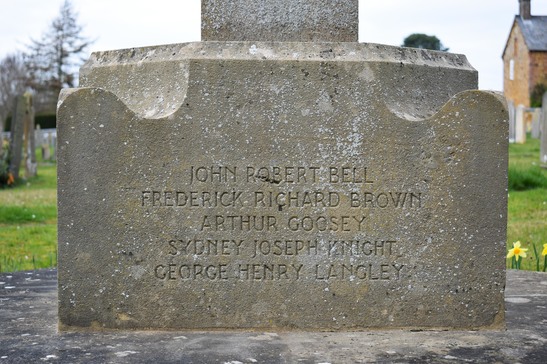 JOHN ROBERT BELL
FREDERICK RICHARD BROWN
ARTHUR GOOSEY
SYDNEY JOSEPH KNIGHT
GEORGE HENRY LANGLEY